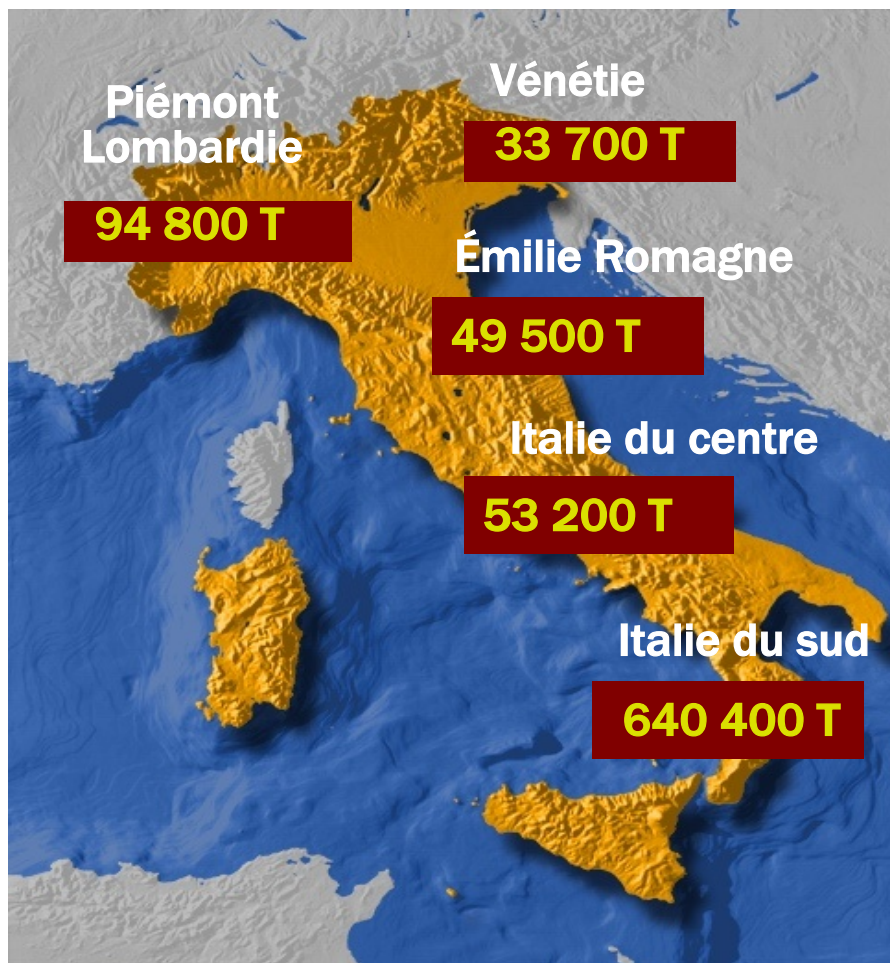 Piémont
Lombardie
94 800 T
Vénétie
33 700 T
Émilie Romagne
49 500 T
Italie du centre
53 200 T
Italie du sud
640 400 T